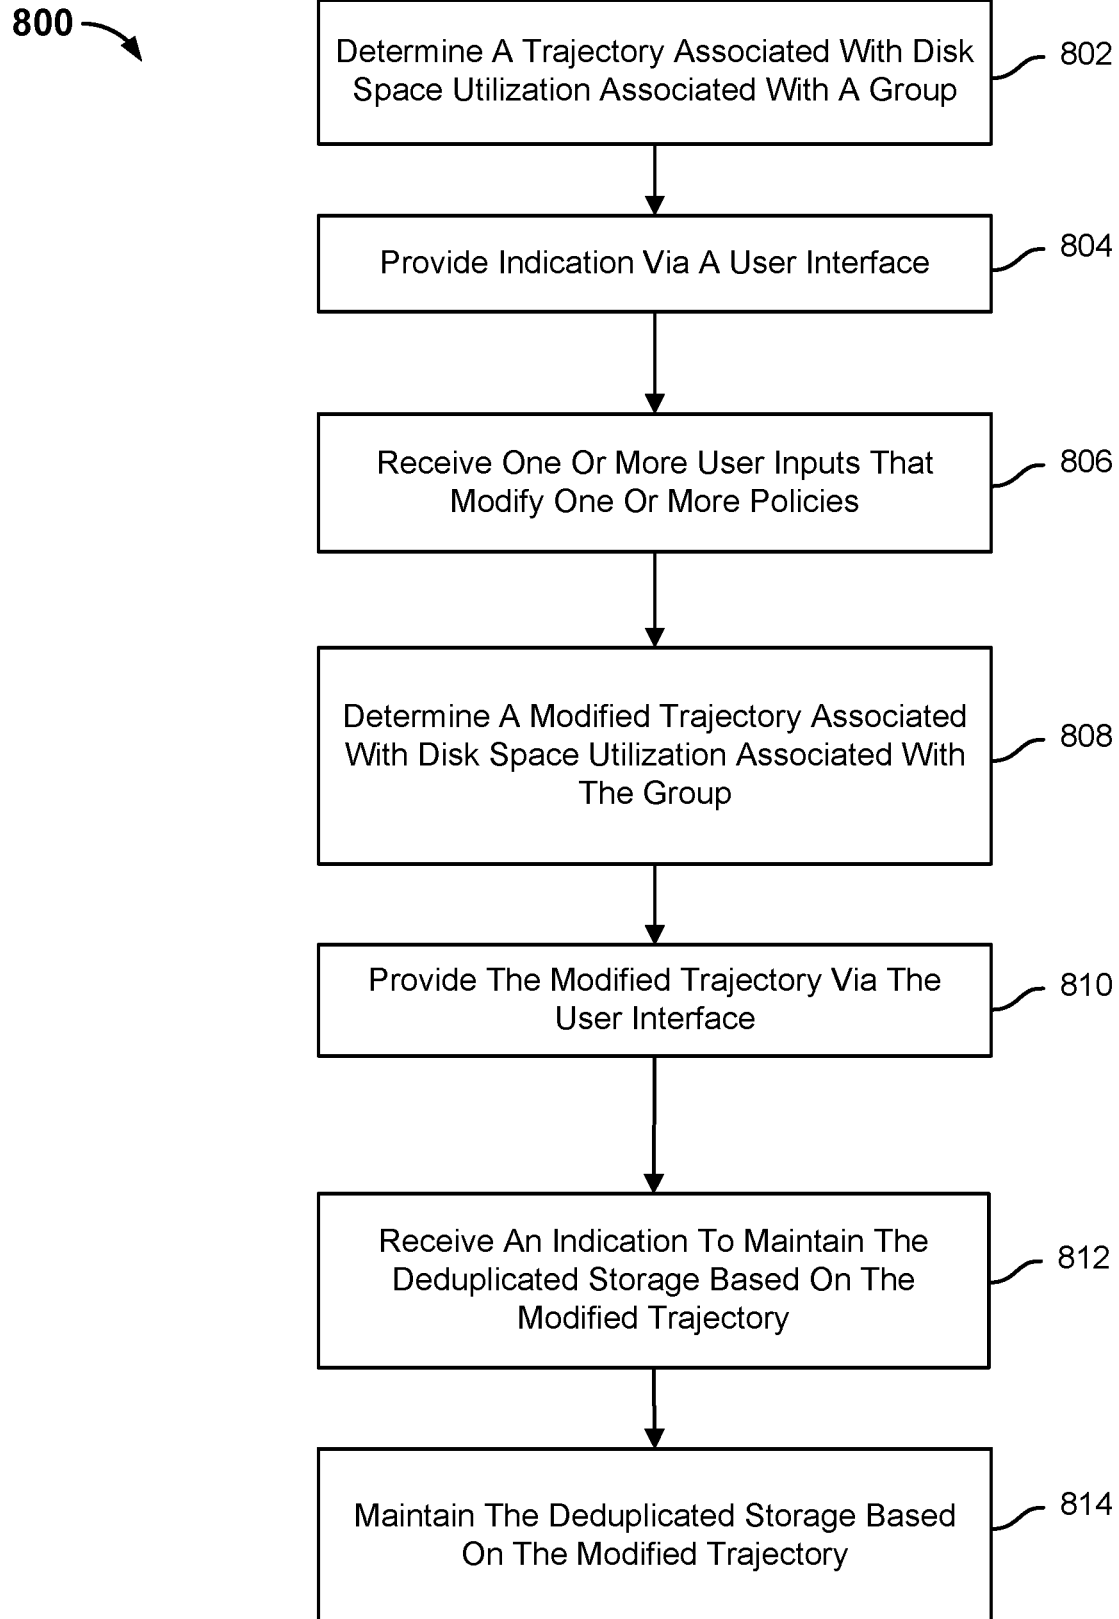 800
Determine A Trajectory Associated With Disk
Space Utilization Associated With A Group
802
Provide Indication Via A User Interface
804
Receive One Or More User Inputs That
Modify One Or More Policies
806
Determine A Modified Trajectory Associated
With Disk Space Utilization Associated With
The Group
808
Provide The Modified Trajectory Via The
User Interface
810
Receive An Indication To Maintain The
Deduplicated Storage Based On The
Modified Trajectory
812
Maintain The Deduplicated Storage Based
On The Modified Trajectory
814